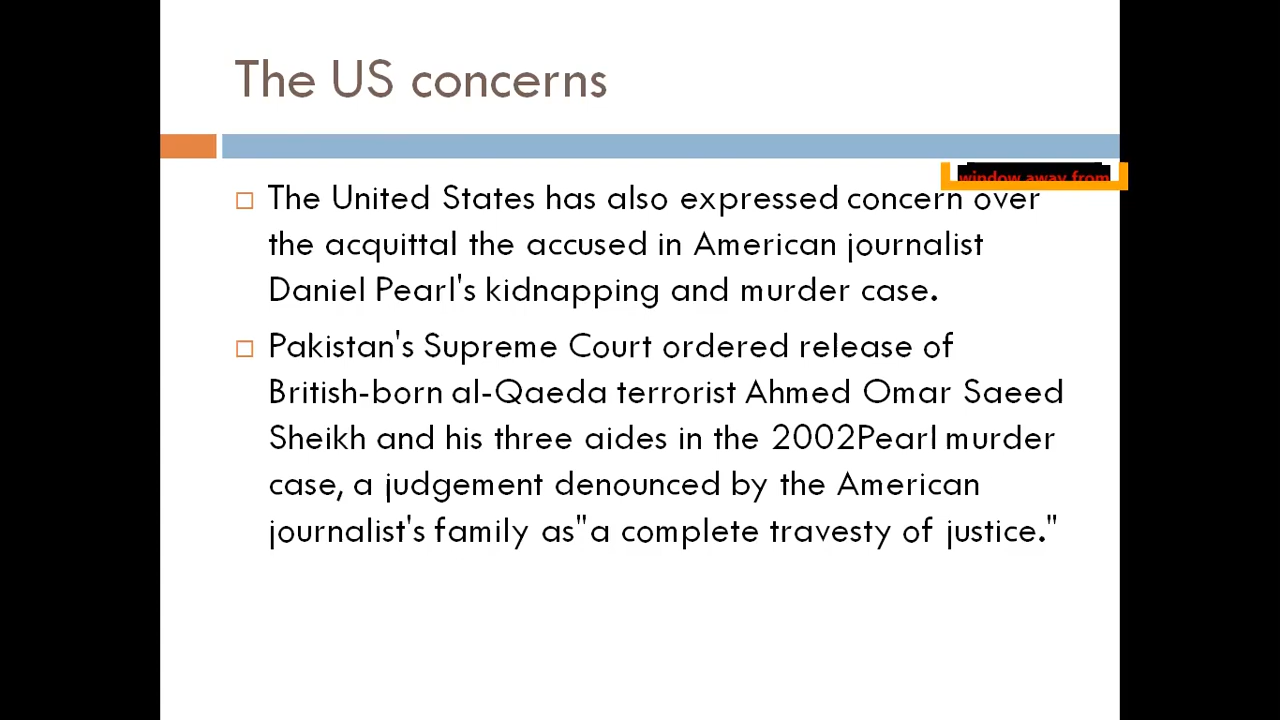 The US concerns
window away from
The United States has also expressed concern over
the acquittal the accused in American journalist
Daniel Pearl's kidnapping and murder case.
Pakistan's Supreme Court ordered release of
British-born al-Qaeda terrorist Ahmed Omar Saeed
Sheikh and his three aides in the 2002Pearl murder
case, a judgement denounced by the American
journalist's family as"a complete travesty of justice."